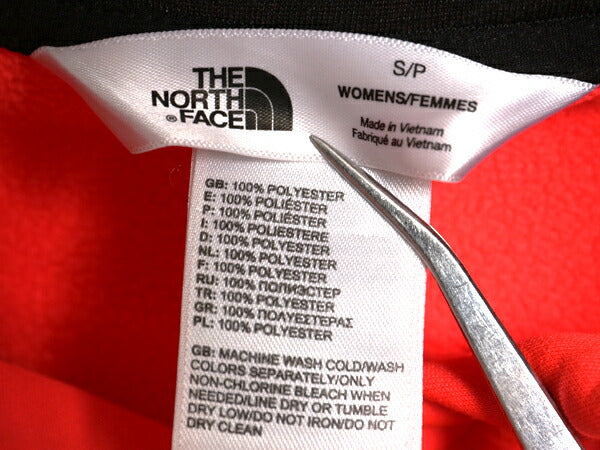 THE
NORTH
FACE
S/P
WOMENS/FEMMES
Made in Vietnam
Fabriqué au Vietnam
GB: 100% POLYESTER
E: 100% POLIÉSTER
P: 100% POLIÉSTER
I: 100% POLIESTERE
D: 100% POLYESTER
NL: 100% POLYESTER
F: 100% POLYESTER
RU: 100% ПОЛИЭСТЕР
TR: 100% POLYESTER
GR: 100% ΠΟΛΥΕΣΤΕΡΑΣ
PL: 100% POLYESTER
GB: MACHINE WASH COLD/WASH
COLORS SEPARATELY/ONLY
NON-CHLORINE BLEACH WHEN
NEEDED/LINE DRY OR TUMBLE
DRY LOW/DO NOT IRON/DO NOT
DRY CLEAN